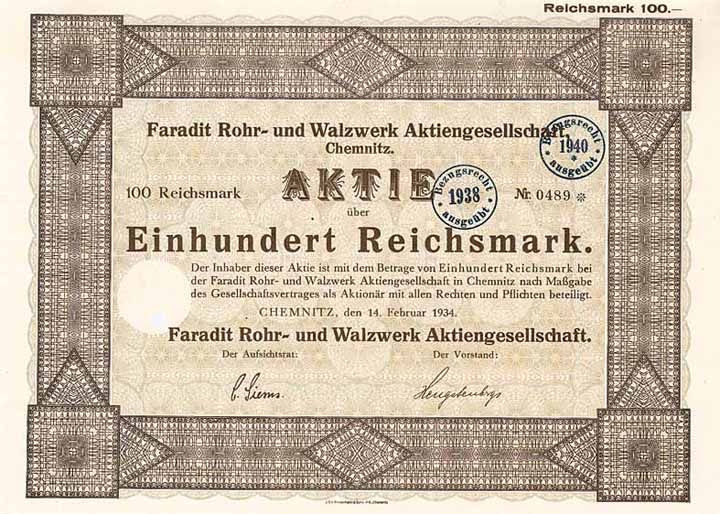 Reichsmark 100.—
Faradit Rohr- und Walzwerk Aktiengesellschaft.
Chemnitz.
Bezugsrecht
1940
ausgeübt
100 Reichsmark AKTIE Nr. 0489 *
Bezugsrecht
1938
ausgeübt
über
Einhundert Reichsmark.
Der Inhaber dieser Aktie ist mit dem Betrage von Einhundert Reichsmark bei
der Faradit Rohr- und Walzwerk Aktiengesellschaft in Chemnitz nach Maßgabe
des Gesellschaftsvertrages als Aktionär mit allen Rechten und Pflichten beteiligt.
CHEMNITZ, den 14. Februar 1934.
Faradit Rohr- und Walzwerk Aktiengesellschaft.
Der Aufsichtsrat: Der Vorstand:
C. Siems. Hengstenbergs